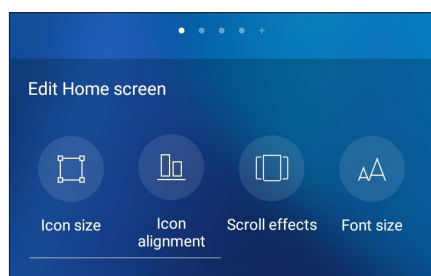 Edit Home screen
Icon size
Icon
alignment
Scroll effects
Font size